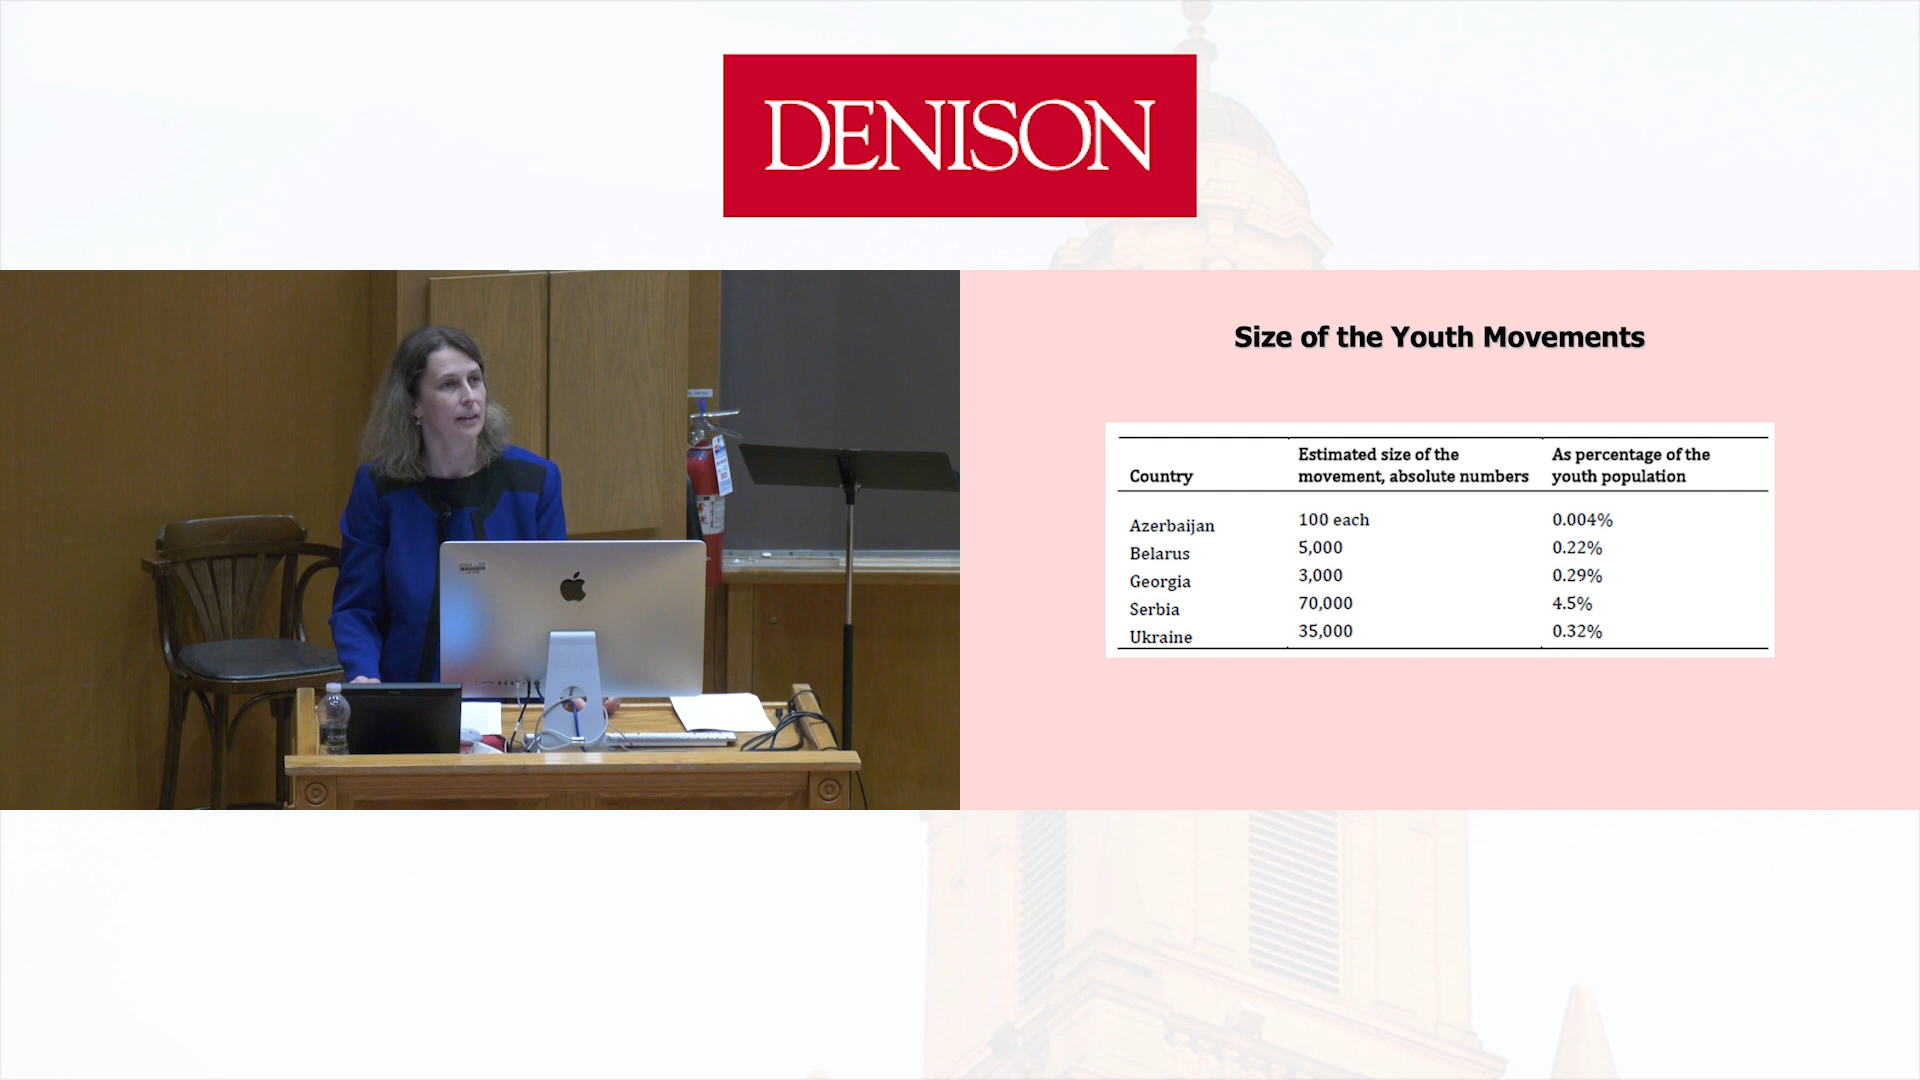 DENISON
Size of the Youth Movements
Country Estimated size of the movement, absolute numbers As percentage of the youth population
Azerbaijan 100 each 0.004%
Belarus 5,000 0.22%
Georgia 3,000 0.29%
Serbia 70,000 4.5%
Ukraine 35,000 0.32%